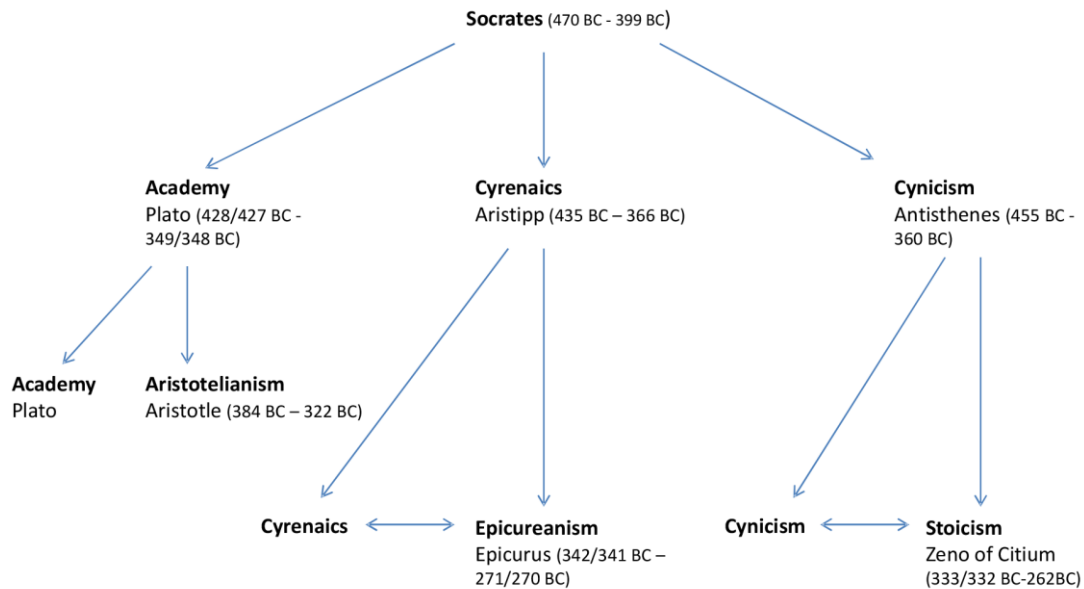 Socrates (470 BC - 399 BC)
Academy
Plato (428/427 BC -
349/348 BC)
Cyrenaics
Aristipp (435 BC – 366 BC)
Cynicism
Antisthenes (455 BC -
360 BC)
Academy
Plato
Aristotelianism
Aristotle (384 BC – 322 BC)
Cyrenaics
Epicureanism
Epicurus (342/341 BC –
271/270 BC)
Cynicism
Stoicism
Zeno of Citium
(333/332 BC-262BC)